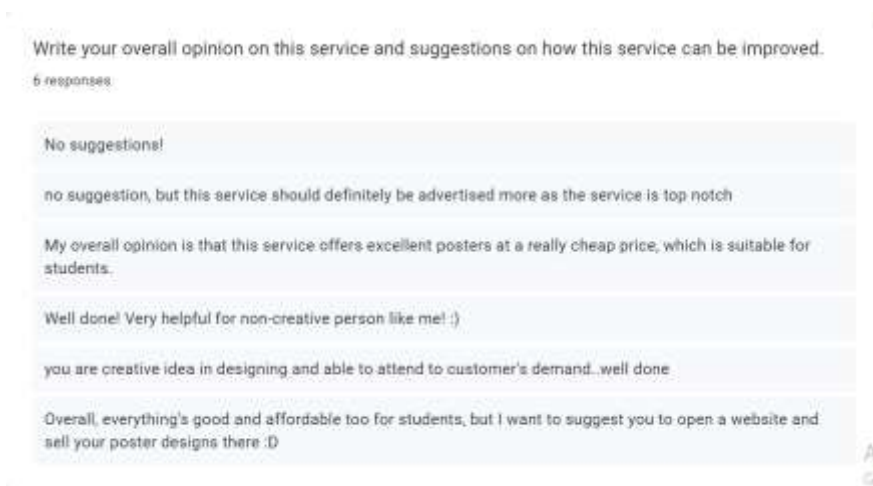 Write your overall opinion on this service and suggestions on how this service can be improved.
6 responses
No suggestions!
no suggestion, but this service should definitely be advertised more as the service is top notch
My overall opinion is that this service offers excellent posters at a really cheap price, which is suitable for
students.
Well done! Very helpful for non-creative person like me! :)
you are creative idea in designing and able to attend to customer's demand..well done
Overall, everything's good and affordable too for students, but I want to suggest you to open a website and
sell your poster designs there :D